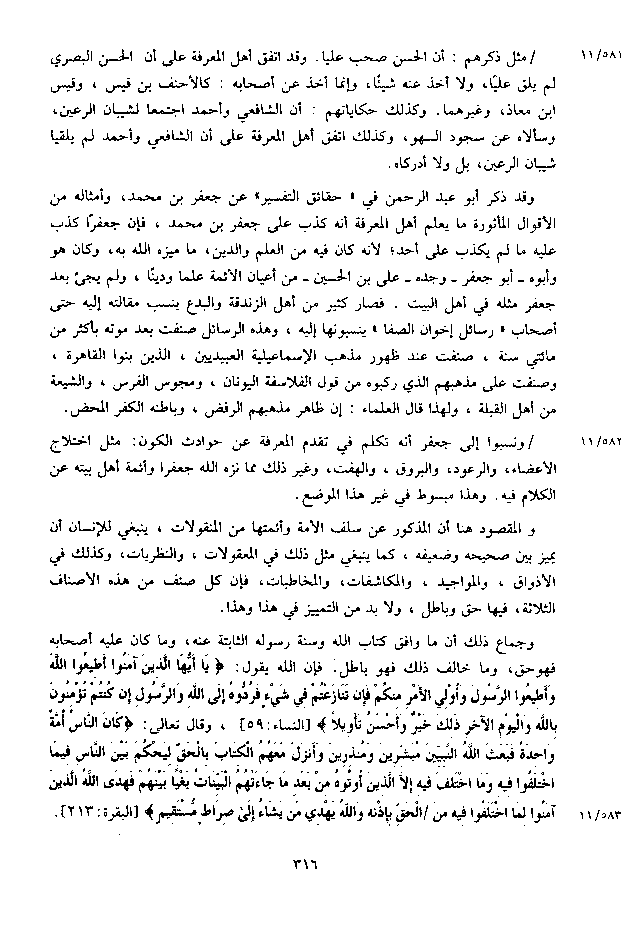 ١١/٥٨١ / مثل ذكرهم : أن الحسن صحب عليا. وقد اتفق أهل المعرفة على أن الحسن البصري
لم يلق عليًا، ولا أخذ عنه شيئًا، وإنما أخذ عن أصحابه : كالأحنف بن قيس ، وقيس
ابن معاذ، وغيرهما. وكذلك حكاياتهم : أن الشافعي وأحمد اجتمعا لشيبان الرعين،
وسألاه عن سجود السهو، وكذلك اتفق أهل المعرفة على أن الشافعي وأحمد لم يلقيا
شيبان الرعين، بل ولا أدركاه.
وقد ذكر أبو عبد الرحمن في « حقائق التفسير» عن جعفر بن محمد، وأمثاله من
الأقوال المأثورة ما يعلم أهل المعرفة أنه كذب على جعفر بن محمد ، فإن جعفرًا كذب
عليه ما لم يكذب على أحد؛ لأنه كان فيه من العلم والدين، ما ميزه الله به، وكان هو
وأبوه ـ أبو جعفر ـ وجده ـ على بن الحسين ـ من أعيان الأئمة علما ودينًا ، ولم يجئ بعد
جعفر مثله في أهل البيت . فصار كثير من أهل الزندقة والبدع ينسب مقالته إليه حتى
أصحاب « رسائل إخوان الصفا » ينسبونها إليه ، وهذه الرسائل صنفت بعد موته بأكثر من
مائتي سنة ، صنفت عند ظهور مذهب الإسماعيلية العبيديين ، الذين بنوا القاهرة ،
وصنفت على مذهبهم الذي ركبوه من قول الفلاسفة اليونان ، ومجوس الفرس ، والشيعة
من أهل القبلة ، ولهذا قال العلماء : إن ظاهر مذهبهم الرفض ، وباطنه الكفر المحض.
١١/٥٨٢ / ونسبوا إلى جعفر أنه تكلم في تقدم المعرفة عن حوادث الكون: مثل اختلاج
الأعضاء، والرعود، والبروق ، والهفت، وغير ذلك مما نزه الله جعفرا وأئمة أهل بيته عن
الكلام فيه. وهذا مبسوط في غير هذا الموضع.
و المقصود هنا أن المذكور عن سلف الأمة وأئمتها من المنقولات ، ينبغي للإنسان أن
يميز بين صحيحه وضعيفه ، كما ينبغي مثل ذلك في المعقولات ، والنظريات، وكذلك في
الأذواق ، والمواجيد ، والمكاشفات، والمخاطبات، فإن كل صنف من هذه الأصناف
الثلاثة، فيها حق وباطل ، ولا بد من التمييز في هذا وهذا.
وجماع ذلك أن ما وافق كتاب الله وسنة رسوله الثابتة عنه، وما كان عليه أصحابه
فهوحق، وما خالف ذلك فهو باطل. فإن الله يقول: ﴿ يَا أَيُّهَا الَّذِينَ آمَنُوا أَطِيعُوا اللَّهَ
وَأَطِيعُوا الرَّسُولَ وَأُوْلِي الأَمْرِ مِنكُمْ فَإِن تَنَازَعْتُمْ فِي شَيْءٍ فَرُدُّوهُ إِلَى اللَّهِ وَالرَّسُولِ إِن كُنتُمْ تُؤْمِنُونَ
بِاللَّهِ وَالْيَوْمِ الآخِرِ ذَلِكَ خَيْرٌ وَأَحْسَنُ تَأْوِيلاً ﴾ [النساء:٥٩] ، وقال تعالى: ﴿كَانَ النَّاسُ أُمَّةً
وَاحِدَةً فَبَعَثَ اللَّهُ النَّبِيِّينَ مُبَشِّرِينَ وَمُنذِرِينَ وَأَنزَلَ مَعَهُمُ الْكِتَابَ بِالْحَقِّ لِيَحْكُمَ بَيْنَ النَّاسِ فِيمَا
اخْتَلَفُوا فِيهِ وَمَا اخْتَلَفَ فِيهِ إِلاَّ الَّذِينَ أُوتُوهُ مِنْ بَعْدِ مَا جَاءَتْهُمُ الْبَيِّنَاتُ بَغْيًا بَيْنَهُمْ فَهَدَى اللَّهُ الَّذِينَ
١١/٥٨٣ آمَنُوا لِمَا اخْتَلَفُوا فِيهِ مِنَ / الْحَقِّ بِإِذْنِهِ وَاللَّهُ يَهْدِي مَن يَشَاءُ إِلَىٰ صِرَاطٍ مُّسْتَقِيمٍ﴾ [البقرة:٢١٣].
٣١٦